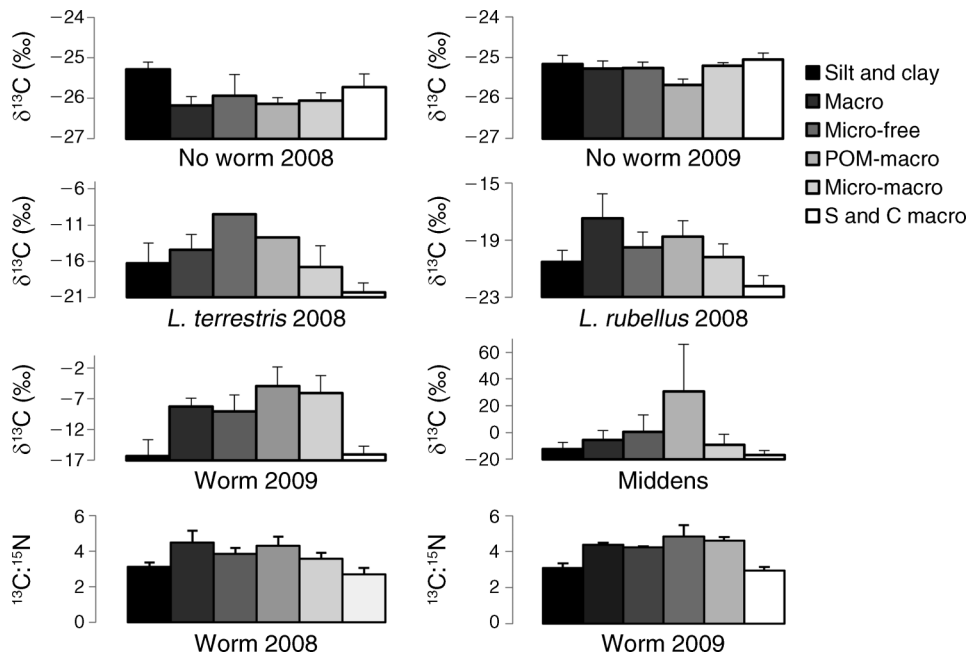 δ13C (‰)
−24
−25
−26
−27
No worm 2008
δ13C (‰)
−24
−25
−26
−27
No worm 2009
Silt and clay
Macro
Micro-free
POM-macro
Micro-macro
S and C macro
δ13C (‰)
−6
−11
−16
−21
L. terrestris 2008
δ13C (‰)
−15
−19
−23
L. rubellus 2008
δ13C (‰)
−2
−7
−12
−17
Worm 2009
δ13C (‰)
60
40
20
0
−20
Middens
13C:15N
6
4
2
0
Worm 2008
13C:15N
6
4
2
0
Worm 2009